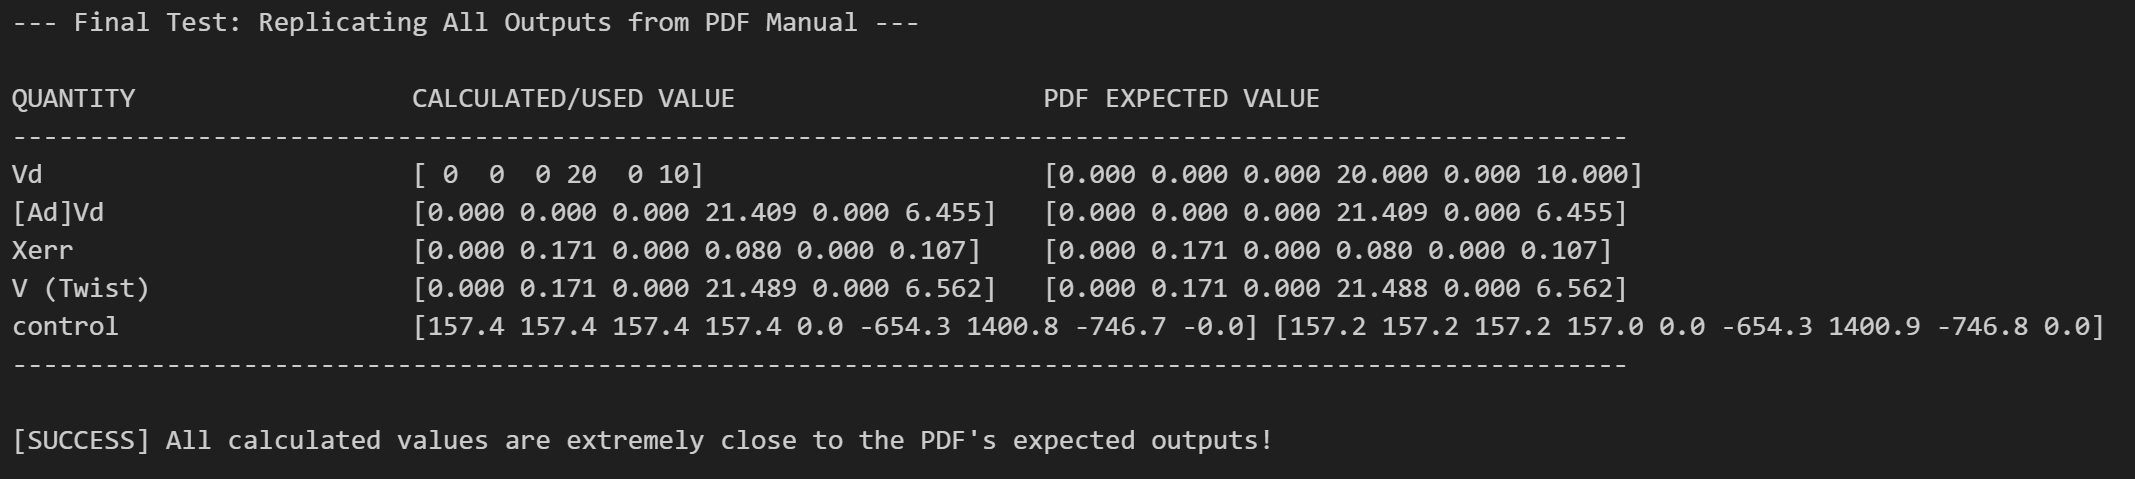 --- Final Test: Replicating All Outputs from PDF Manual ---
QUANTITY CALCULATED/USED VALUE PDF EXPECTED VALUE
---------------------------------------------------------------------------------------------------------
Vd [ 0  0  0 20  0 10] [0.000 0.000 0.000 20.000 0.000 10.000]
[Ad]Vd [0.000 0.000 0.000 21.409 0.000 6.455] [0.000 0.000 0.000 21.409 0.000 6.455]
Xerr [0.000 0.171 0.000 0.080 0.000 0.107] [0.000 0.171 0.000 0.080 0.000 0.107]
V (Twist) [0.000 0.171 0.000 21.489 0.000 6.562] [0.000 0.171 0.000 21.488 0.000 6.562]
control [157.4 157.4 157.4 157.4 0.0 -654.3 1400.8 -746.7 -0.0] [157.2 157.2 157.2 157.0 0.0 -654.3 1400.9 -746.8 0.0]
---------------------------------------------------------------------------------------------------------
[SUCCESS] All calculated values are extremely close to the PDF's expected outputs!